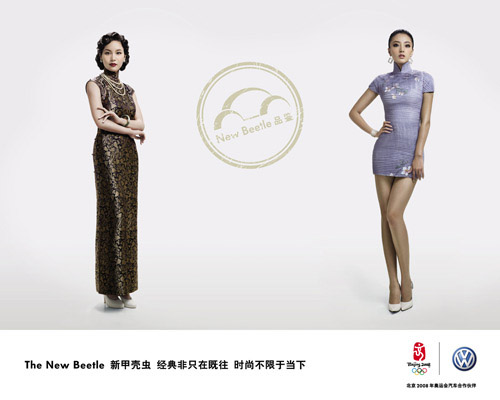 New Beetle 品鉴
The New Beetle 新甲壳虫 经典非只在既往 时尚不限于当下
Beijing 2008
北京 2008 年奥运会汽车合作伙伴